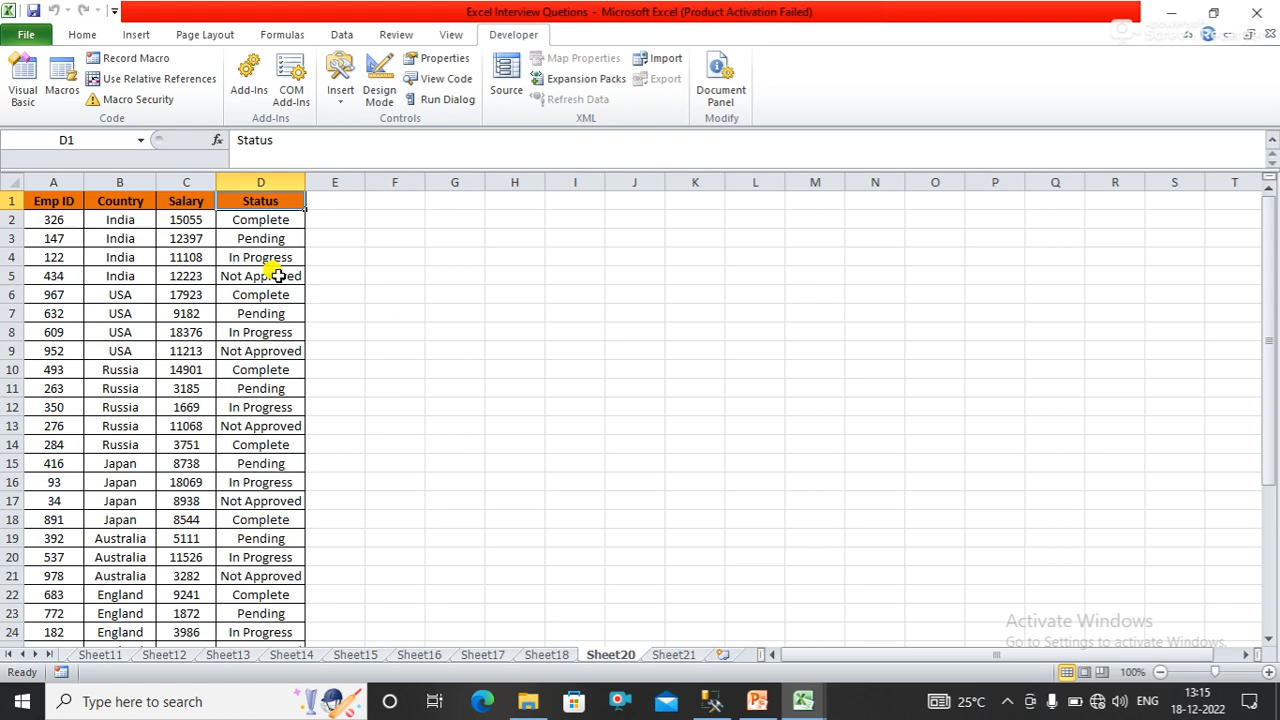 Excel Interview Quetions - Microsoft Excel (Product Activation Failed)
File Home Insert Page Layout Formulas Data Review View Developer
Visual Basic
Macros
Record Macro
Use Relative References
Macro Security
Code
Add-Ins
COM Add-Ins
Add-Ins
Insert
Design Mode
Properties
View Code
Run Dialog
Controls
Source
Map Properties
Expansion Packs
Refresh Data
Import
Export
XML
Document Panel
Modify
D1 fx Status
A B C D E F G H I J K L M N O P Q R S T
1 Emp ID Country Salary Status
2 326 India 15055 Complete
3 147 India 12397 Pending
4 122 India 11108 In Progress
5 434 India 12223 Not Approved
6 967 USA 17923 Complete
7 632 USA 9182 Pending
8 609 USA 18376 In Progress
9 952 USA 11213 Not Approved
10 493 Russia 14901 Complete
11 263 Russia 3185 Pending
12 350 Russia 1669 In Progress
13 276 Russia 11068 Not Approved
14 284 Russia 3751 Complete
15 416 Japan 8738 Pending
16 93 Japan 18069 In Progress
17 34 Japan 8938 Not Approved
18 891 Japan 8544 Complete
19 392 Australia 5111 Pending
20 537 Australia 11526 In Progress
21 978 Australia 3282 Not Approved
22 683 England 9241 Complete
23 772 England 1872 Pending
24 182 England 3986 In Progress
Activate Windows
Go to Settings to activate Windows.
Sheet11 Sheet12 Sheet13 Sheet14 Sheet15 Sheet16 Sheet17 Sheet18 Sheet20 Sheet21
Ready 100%
Type here to search 25°C ENG 13:15
18-12-2022